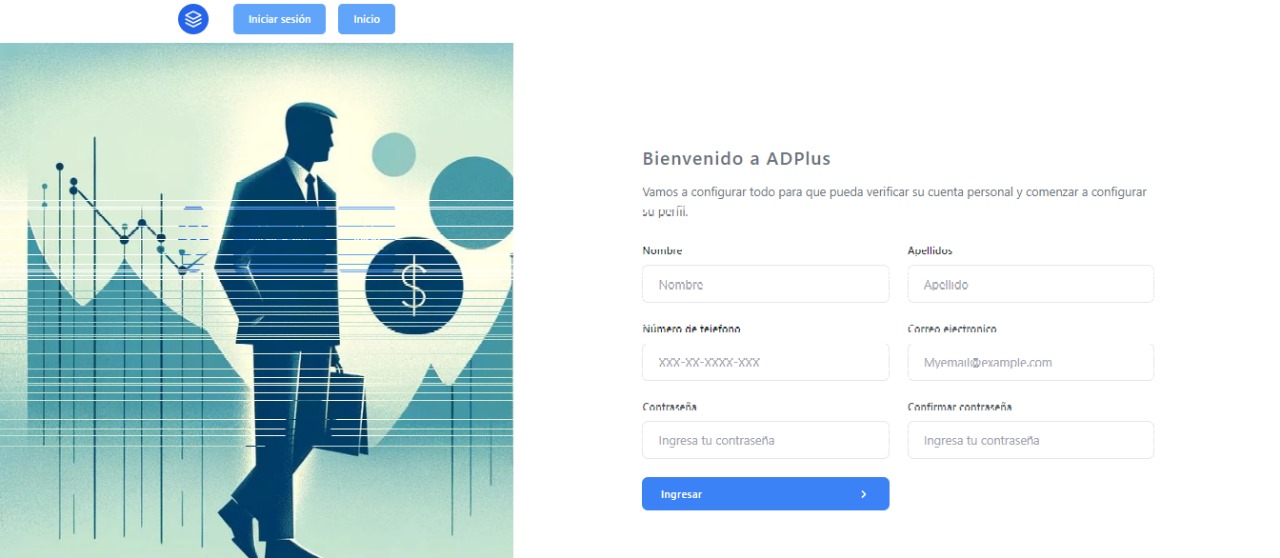 Iniciar sesión Inicio
Bienvenido a ADPlus
Vamos a configurar todo para que pueda verificar su cuenta personal y comenzar a configurar
su perfil.
Nombre Apellidos
Nombre Apellido
Número de telefono Correo electronico
XXX-XX-XXXX-XXX Myemail@example.com
Contraseña Confirmar contraseña
Ingresa tu contraseña Ingresa tu contraseña
Ingresar
$